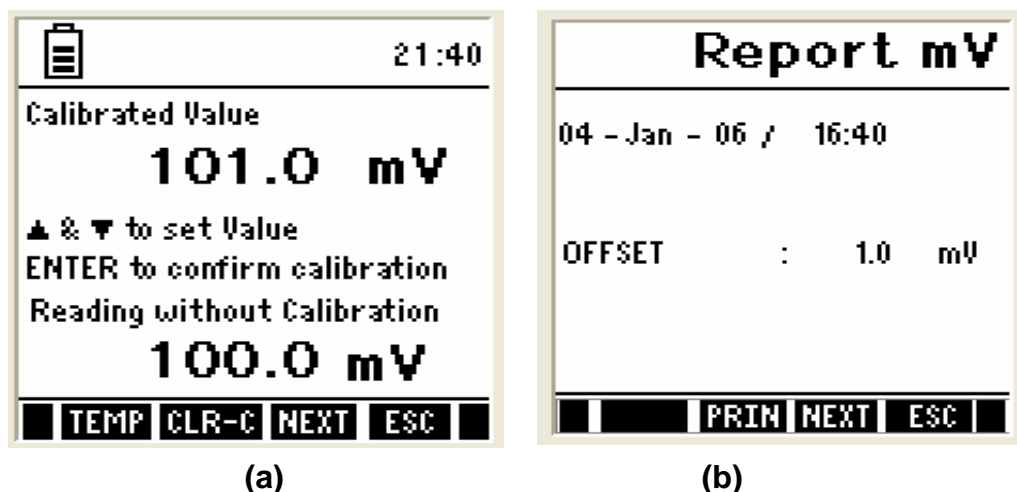 21:40
Calibrated Value
101.0 mV
▲ & ▼ to set Value
ENTER to confirm calibration
Reading without Calibration
100.0 mV
TEMP CLR-C NEXT ESC
(a)
Report mV
04 - Jan - 06 / 16:40
OFFSET : 1.0 mV
PRIN NEXT ESC
(b)